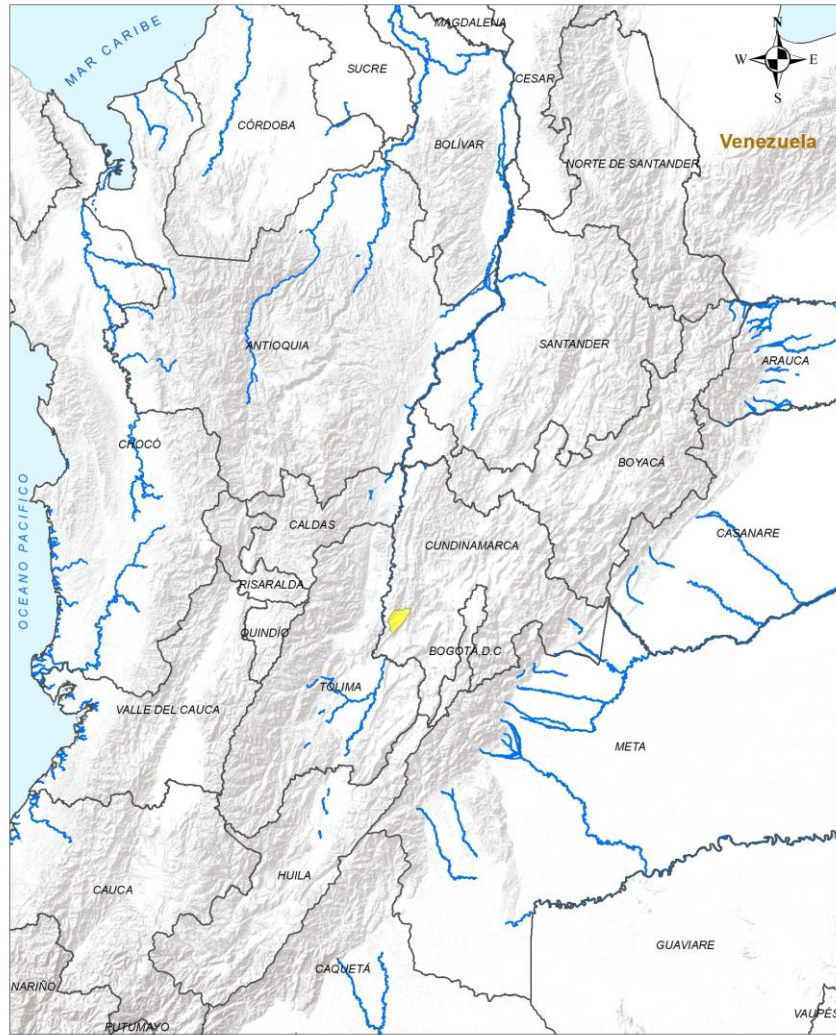 MAGDALENA
N
MAR CARIBE
SUCRE
W
E
CESAR
S
CÓRDOBA
Venezuela
BOLÍVAR
NORTE DE SANTANDER
ANTIOQUIA
SANTANDER
ARAUCA
CHOCÓ
BOYACÁ
OCEANO PACIFICO
CALDAS
CASANARE
CUNDINAMARCA
RISARALDA
QUINDÍO
BOGOTÁ D.C
TOLIMA
VALLE DEL CAUCA
META
HUILA
CAUCA
GUAVIARE
CAQUETÁ
NARIÑO
PUTUMAYO
VAUPÉS